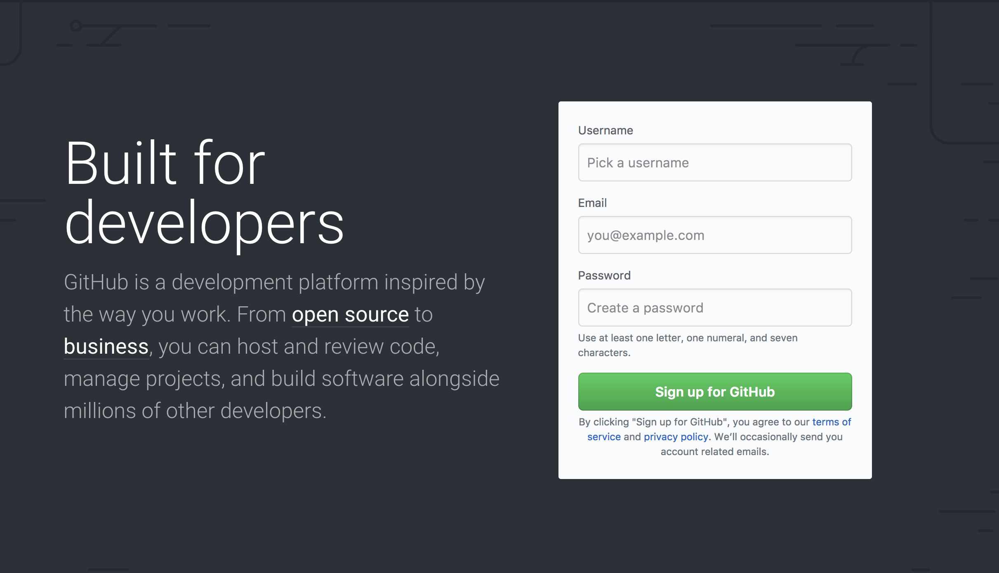 Built for
developers
GitHub is a development platform inspired by
the way you work. From open source to
business, you can host and review code,
manage projects, and build software alongside
millions of other developers.
Username
Pick a username
Email
you@example.com
Password
Create a password
Use at least one letter, one numeral, and seven
characters.
Sign up for GitHub
By clicking "Sign up for GitHub", you agree to our terms of
service and privacy policy. We’ll occasionally send you
account related emails.